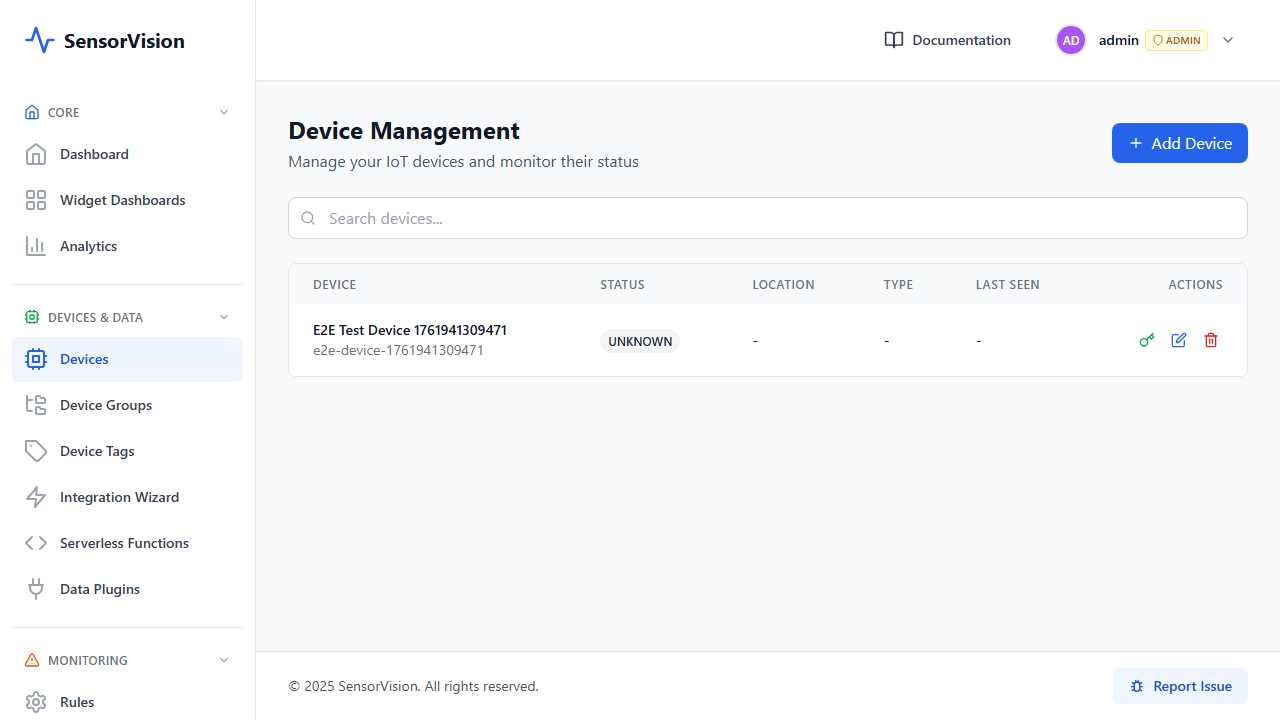 SensorVision
CORE
Dashboard
Widget Dashboards
Analytics
DEVICES & DATA
Devices
Device Groups
Device Tags
Integration Wizard
Serverless Functions
Data Plugins
MONITORING
Rules
Documentation
AD
admin
ADMIN
Device Management
Manage your IoT devices and monitor their status
Add Device
Search devices...
DEVICE STATUS LOCATION TYPE LAST SEEN ACTIONS
E2E Test Device 1761941309471
e2e-device-1761941309471
UNKNOWN - - -
© 2025 SensorVision. All rights reserved.
Report Issue